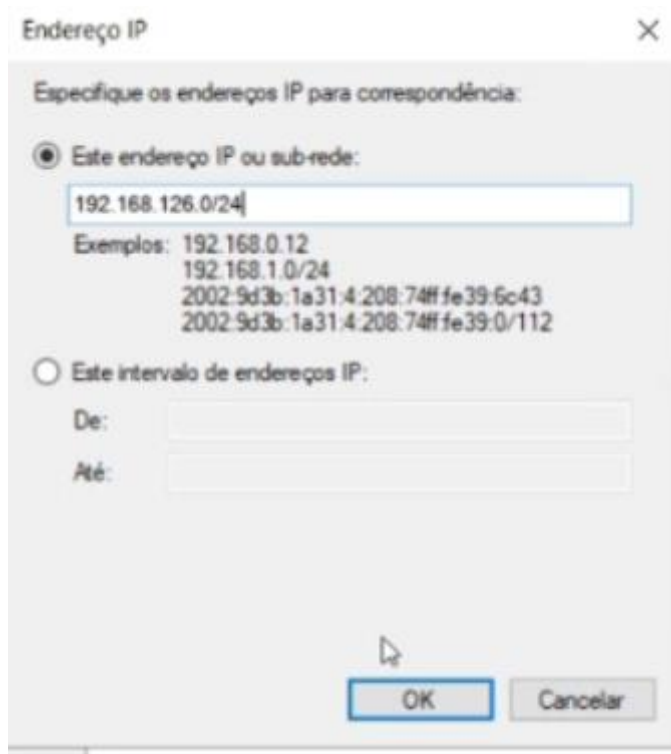 Endereço IP
Especifique os endereços IP para correspondência:
Este endereço IP ou sub-rede:
192.168.126.0/24
Exemplos: 192.168.0.12
192.168.1.0/24
2002:9d3b:1a31:4:208:74ff:fe39:6c43
2002:9d3b:1a31:4:208:74ff:fe39:0/112
Este intervalo de endereços IP:
De:
Até:
OK Cancelar